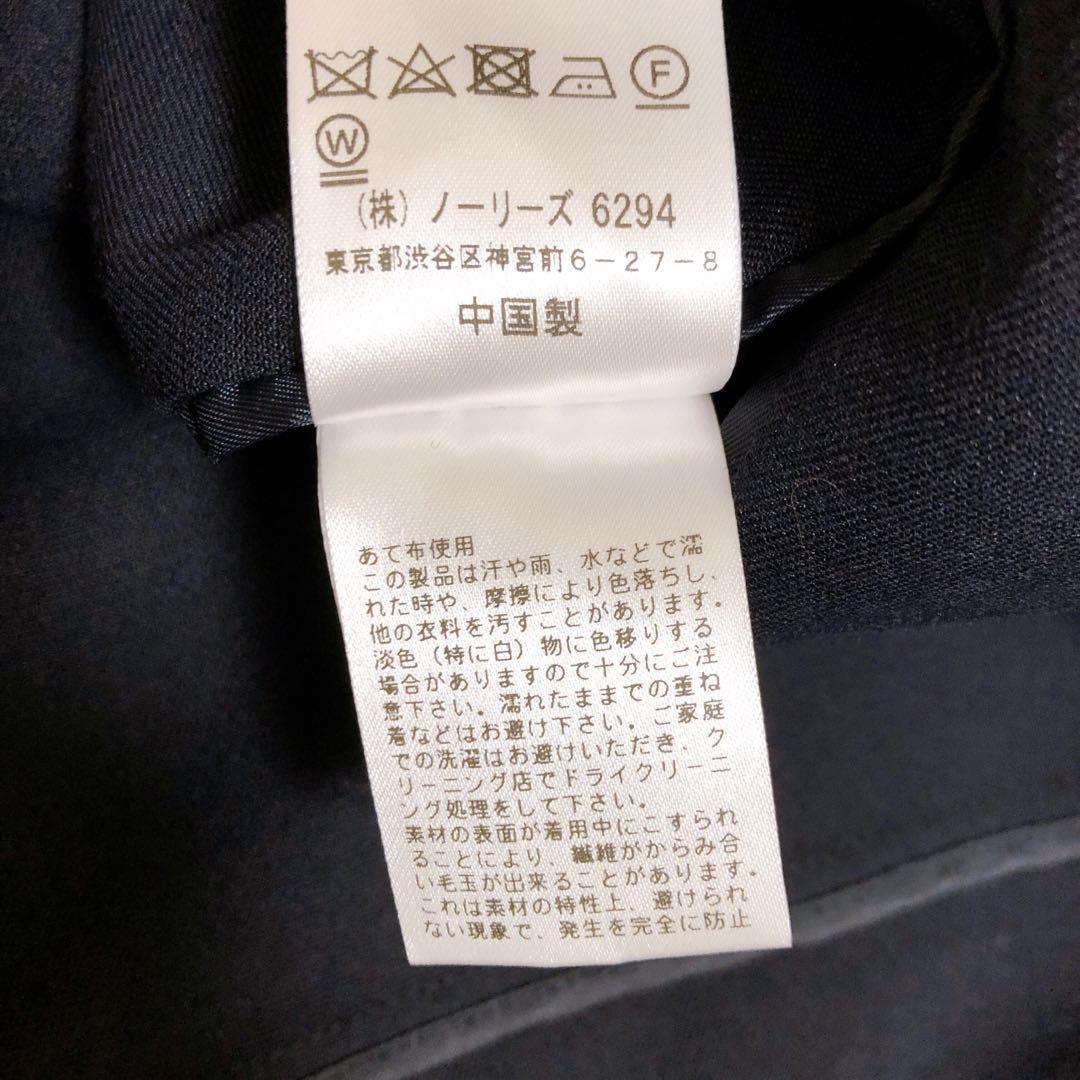 F
W
(株) ノーリーズ 6294
東京都渋谷区神宮前6-27-8
中国製
あて布使用
この製品は汗や雨、水などで濡
れた時や、摩擦により色落ちし、
他の衣料を汚すことがあります。
淡色（特に白）物に色移りする
場合がありますので十分にご注
意下さい。濡れたままでの重ね
着などはお避け下さい。ご家庭
での洗濯はお避けいただき、ク
リーニング店でドライクリーニ
ング処理をして下さい。
素材の表面が着用中にこすられ
ることにより、繊維がからみ合
い毛玉が出来ることがあります。
これは素材の特性上、避けられ
ない現象で、発生を完全に防止